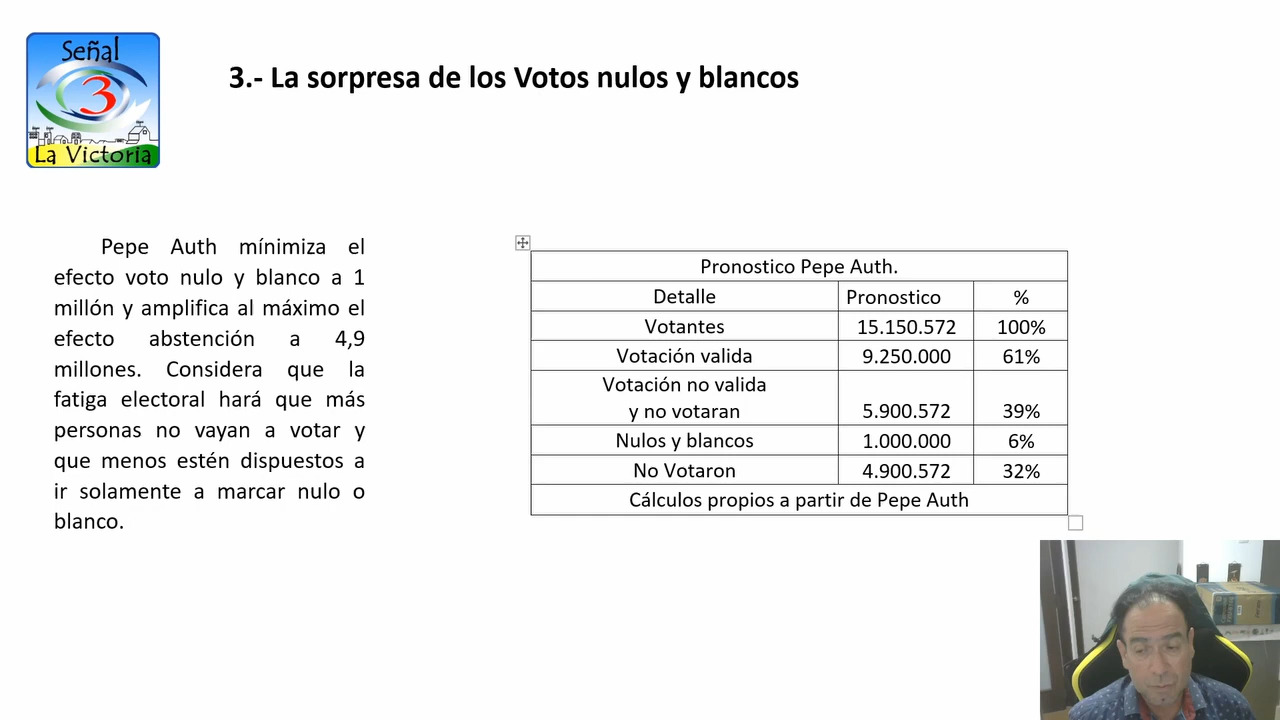 Señal
3
La Victoria
3.- La sorpresa de los Votos nulos y blancos
Pepe Auth mínimiza el
efecto voto nulo y blanco a 1
millón y amplifica al máximo el
efecto abstención a 4,9
millones. Considera que la
fatiga electoral hará que más
personas no vayan a votar y
que menos estén dispuestos a
ir solamente a marcar nulo o
blanco.
Pronostico Pepe Auth.
Detalle Pronostico %
Votantes 15.150.572 100%
Votación valida 9.250.000 61%
Votación no valida
y no votaran 5.900.572 39%
Nulos y blancos 1.000.000 6%
No Votaron 4.900.572 32%
Cálculos propios a partir de Pepe Auth